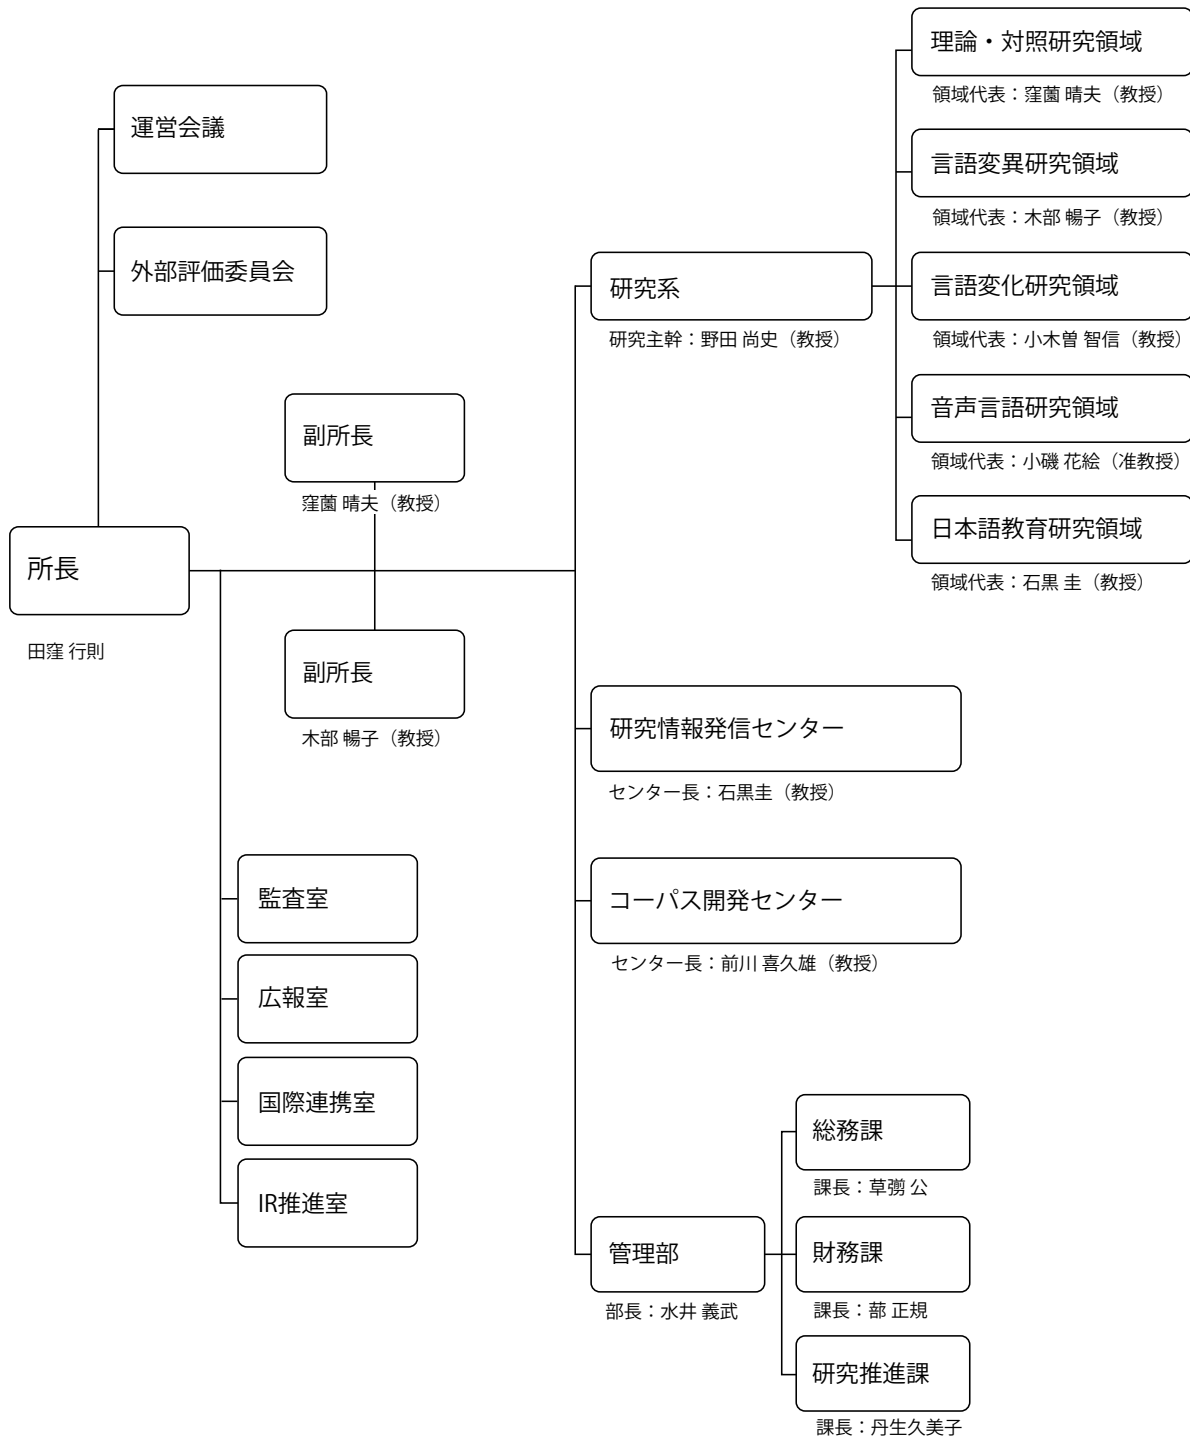 運営会議
外部評価委員会
所長
田窪 行則
副所長
窪薗 晴夫（教授）
副所長
木部 暢子（教授）
監査室
広報室
国際連携室
IR推進室
研究系
研究主幹：野田 尚史（教授）
理論・対照研究領域
領域代表：窪薗 晴夫（教授）
言語変異研究領域
領域代表：木部 暢子（教授）
言語変化研究領域
領域代表：小木曽 智信（教授）
音声言語研究領域
領域代表：小磯 花絵（准教授）
日本語教育研究領域
領域代表：石黒 圭（教授）
研究情報発信センター
センター長：石黒圭（教授）
コーパス開発センター
センター長：前川 喜久雄（教授）
管理部
部長：水井 義武
総務課
課長：草彅 公
財務課
課長：蔀 正規
研究推進課
課長：丹生久美子